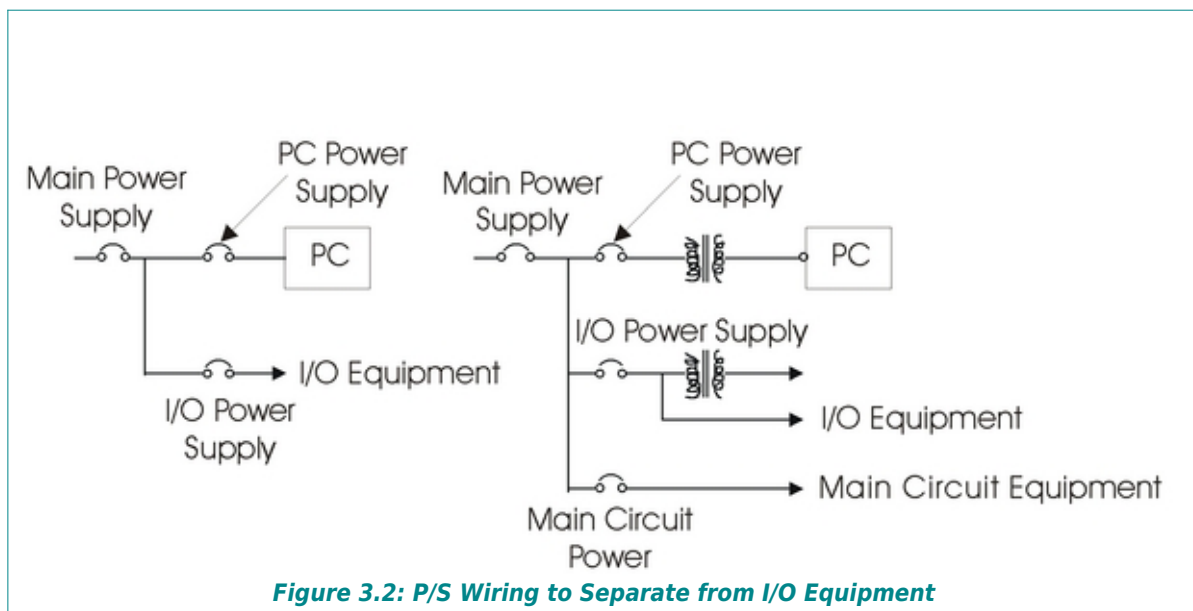 PC Power
Supply
Main Power
Supply
PC
I/O Equipment
I/O Power
Supply
PC Power
Supply
Main Power
Supply
PC
I/O Power Supply
I/O Equipment
Main Circuit Equipment
Main Circuit
Power
Figure 3.2: P/S Wiring to Separate from I/O Equipment